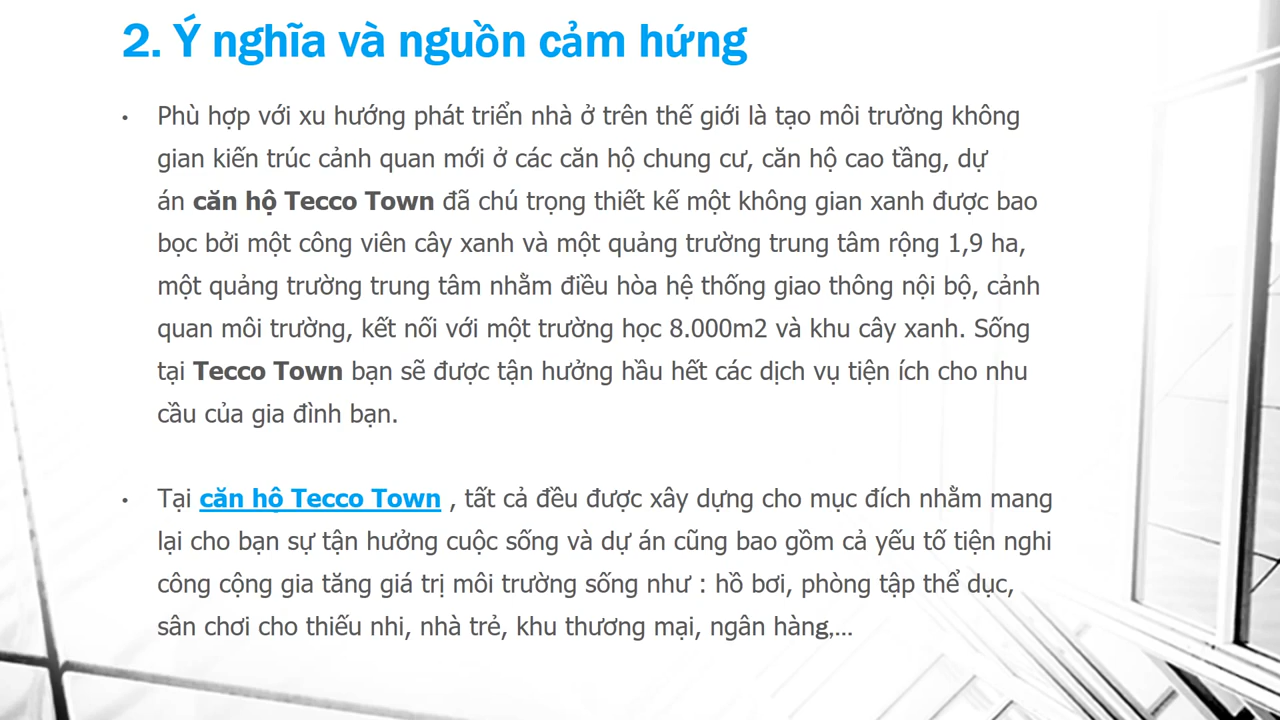 2. Ý nghĩa và nguồn cảm hứng
• Phù hợp với xu hướng phát triển nhà ở trên thế giới là tạo môi trường không
gian kiến trúc cảnh quan mới ở các căn hộ chung cư, căn hộ cao tầng, dự
án căn hộ Tecco Town đã chú trọng thiết kế một không gian xanh được bao
bọc bởi một công viên cây xanh và một quảng trường trung tâm rộng 1,9 ha,
một quảng trường trung tâm nhằm điều hòa hệ thống giao thông nội bộ, cảnh
quan môi trường, kết nối với một trường học 8.000m2 và khu cây xanh. Sống
tại Tecco Town bạn sẽ được tận hưởng hầu hết các dịch vụ tiện ích cho nhu
cầu của gia đình bạn.
• Tại căn hộ Tecco Town , tất cả đều được xây dựng cho mục đích nhằm mang
lại cho bạn sự tận hưởng cuộc sống và dự án cũng bao gồm cả yếu tố tiện nghi
công cộng gia tăng giá trị môi trường sống như : hồ bơi, phòng tập thể dục,
sân chơi cho thiếu nhi, nhà trẻ, khu thương mại, ngân hàng,...